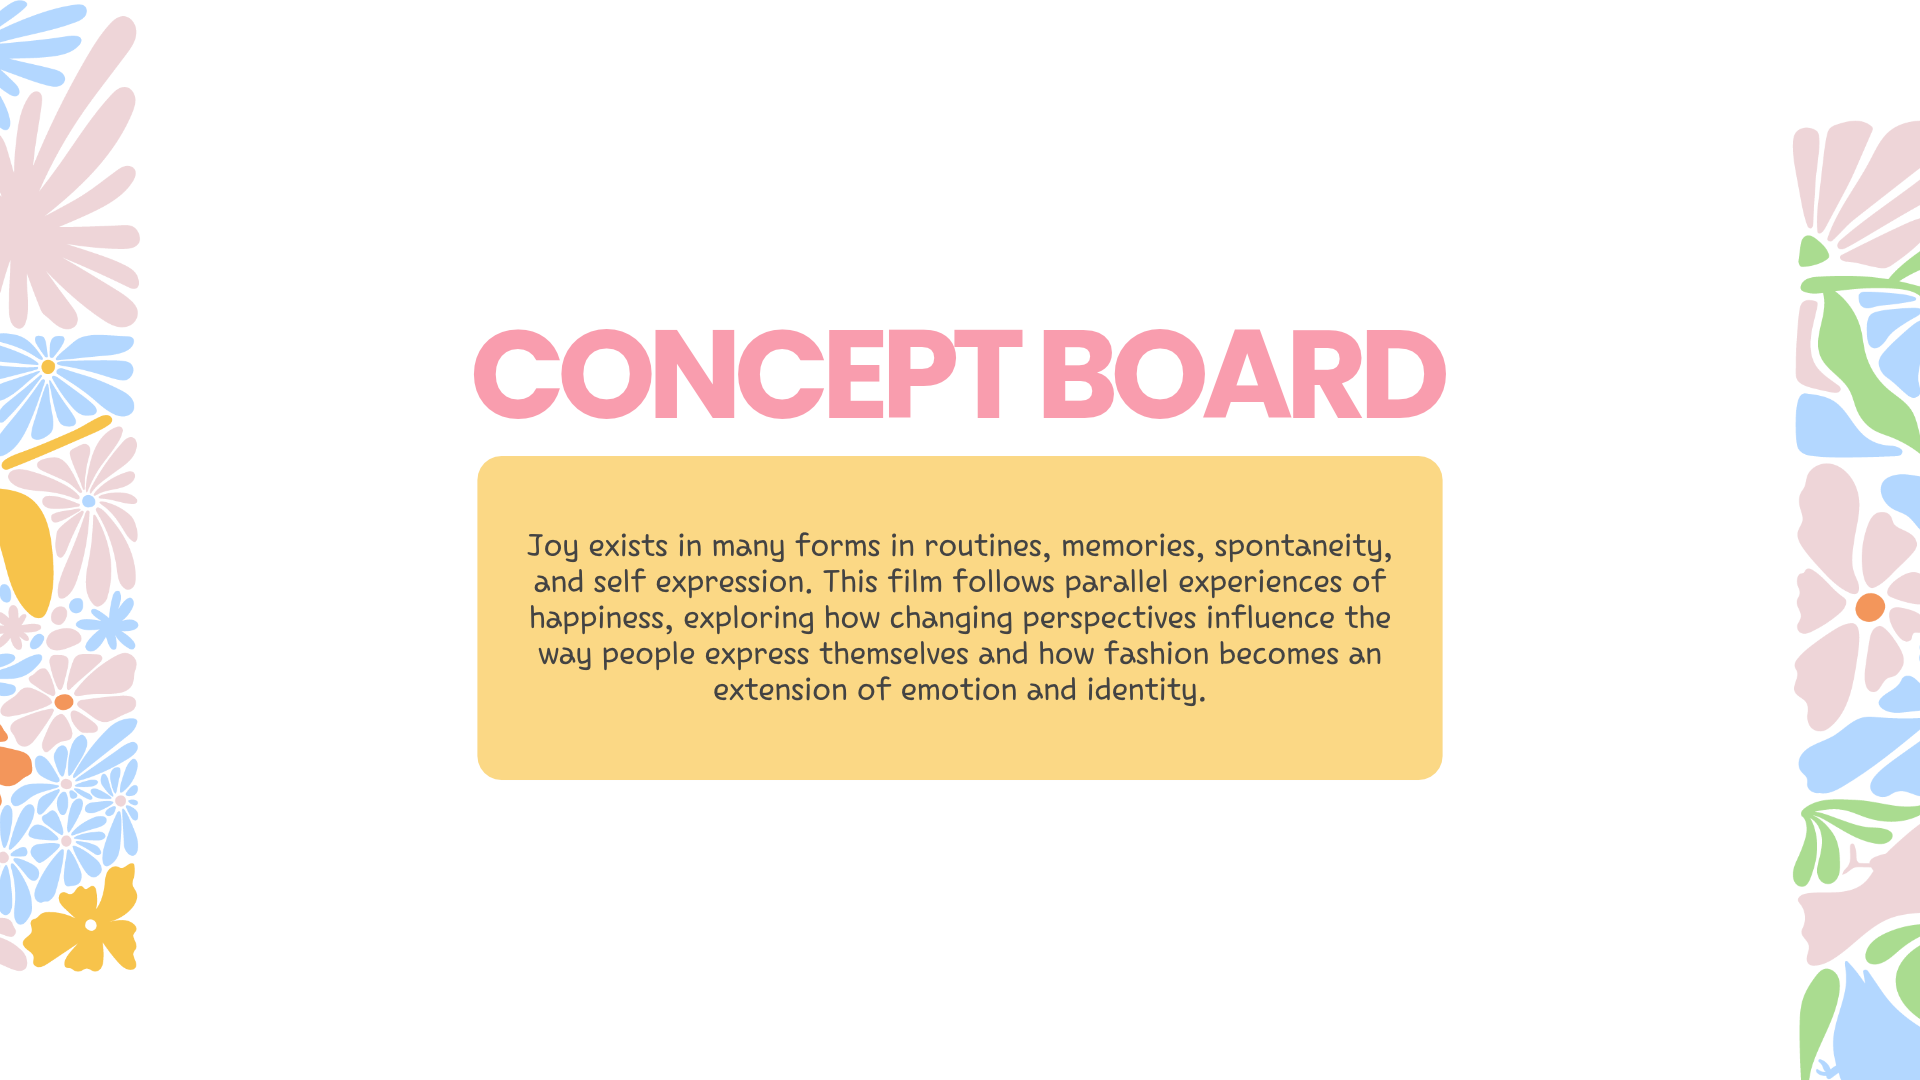 CONCEPT BOARD
Joy exists in many forms in routines, memories, spontaneity,
and self expression. This film follows parallel experiences of
happiness, exploring how changing perspectives influence the
way people express themselves and how fashion becomes an
extension of emotion and identity.